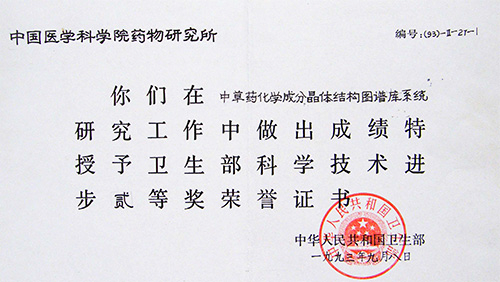 中国医学科学院药物研究所
编号:(93)-Ⅱ-27-1
你们在中草药化学成分晶体结构图谱库系统
研究工作中做出成绩特
授予卫生部科学技术进
步贰等奖荣誉证书
中华人民共和国卫生部
中华人民共和国卫生部
一九九三年九月八日